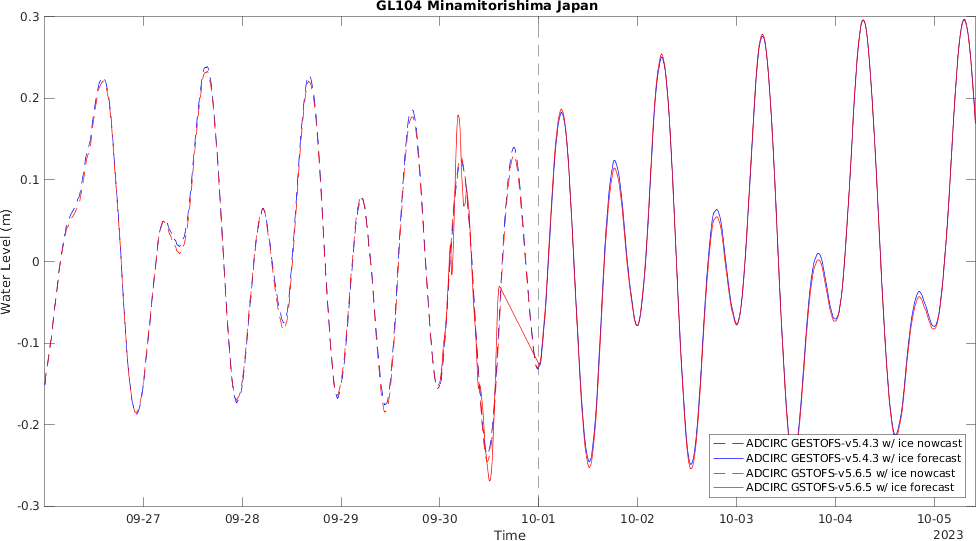 GL104 Minamitorishima Japan
0.3
0.2
0.1
0
-0.1
-0.2
-0.3
Water Level (m)
ADCIRC GESTOFS-v5.4.3 w/ ice nowcast
ADCIRC GESTOFS-v5.4.3 w/ ice forecast
ADCIRC GSTOFS-v5.6.5 w/ ice nowcast
ADCIRC GSTOFS-v5.6.5 w/ ice forecast
09-27 09-28 09-29 09-30 10-01 10-02 10-03 10-04 10-05
Time 2023